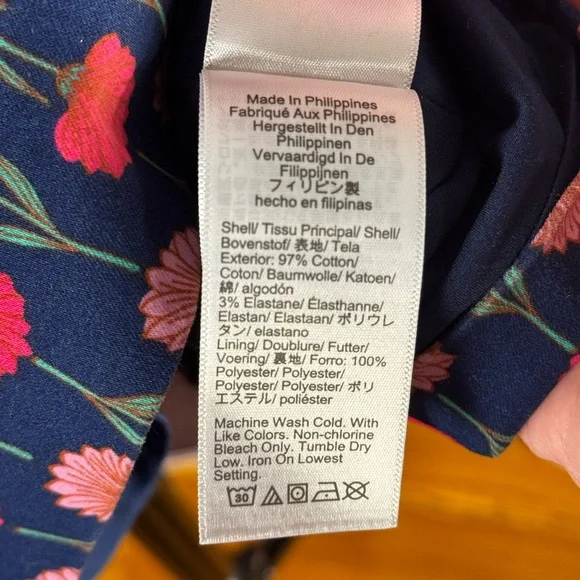 Made In Philippines
Fabriqué Aux Philippines
Hergestellt In Den
Philippinen
Vervaardigd In De
Filippijnen
フィリピン製
hecho en filipinas
Shell/ Tissu Principal/ Shell/
Bovenstof/ 表地/ Tela
Exterior: 97% Cotton/
Coton/ Baumwolle/ Katoen/
綿/ algodón
3% Elastane/ Élasthanne/
Elastan/ Elastaan/ ポリウレ
タン/ elastano
Lining/ Doublure/ Futter/
Voering/ 裏地/ Forro: 100%
Polyester/ Polyester/
Polyester/ Polyester/ ポリ
エステル/ poliéster
Machine Wash Cold. With
Like Colors. Non-chlorine
Bleach Only. Tumble Dry
Low. Iron On Lowest
Setting.
30